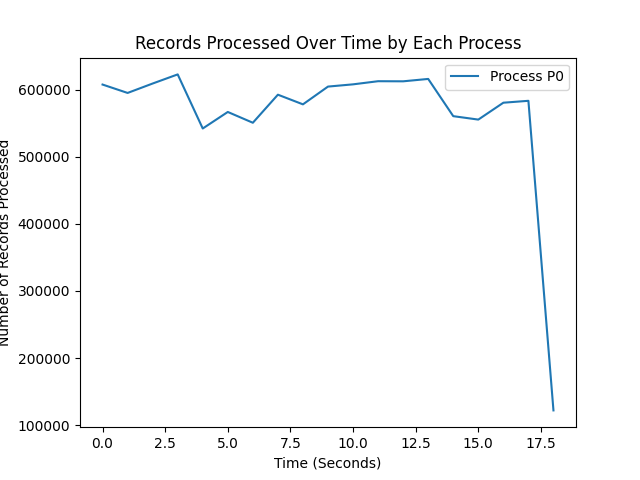 Records Processed Over Time by Each Process
Process P0
Number of Records Processed
600000
500000
400000
300000
200000
100000
0.0 2.5 5.0 7.5 10.0 12.5 15.0 17.5
Time (Seconds)